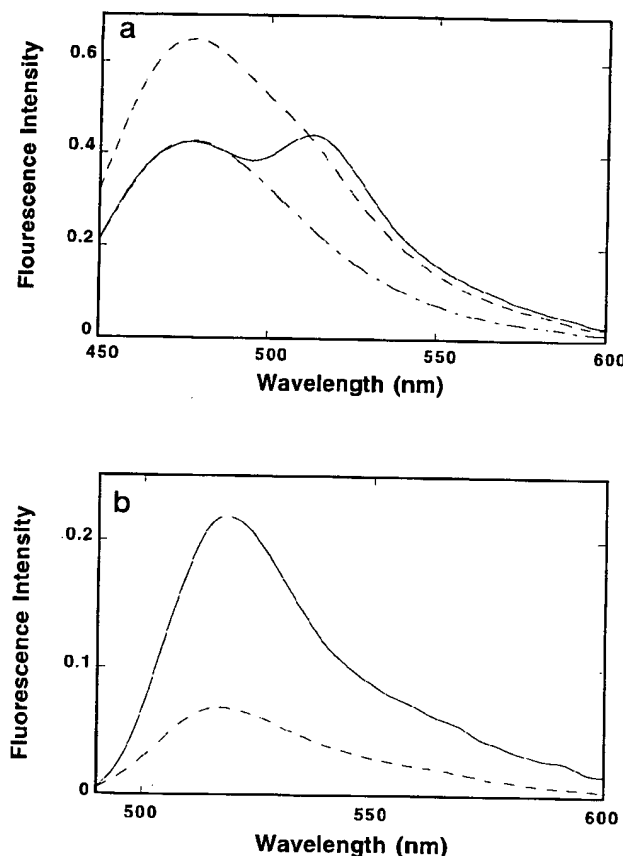 a
0.6
0.4
0.2
0
Flourescence Intensity
450
500
550
600
Wavelength (nm)
b
0.2
0.1
0
Fluorescence Intensity
500
550
600
Wavelength (nm)